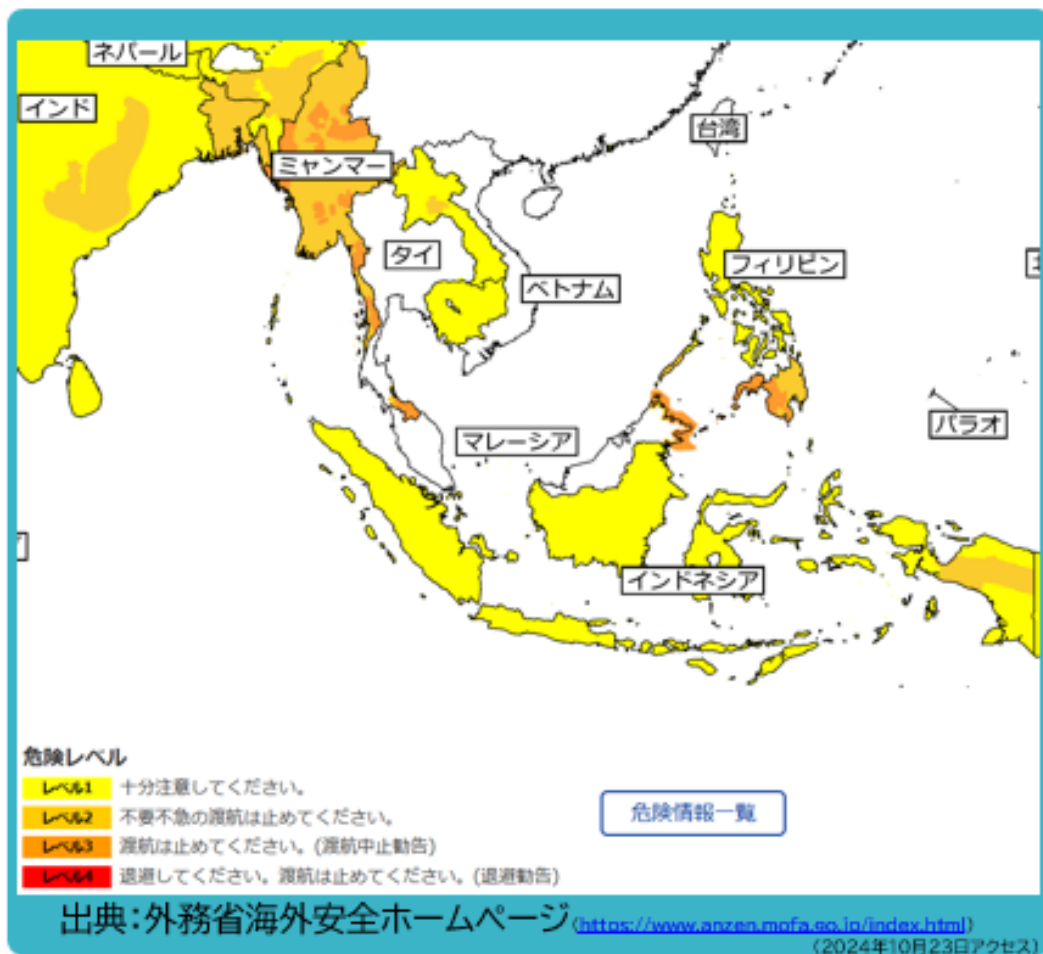 ネパール
インド
台湾
ミャンマー
タイ
フィリピン
ベトナム
パラオ
マレーシア
インドネシア
危険レベル
レベル1 十分注意してください。
レベル2 不要不急の渡航は止めてください。
レベル3 渡航は止めてください。(渡航中止勧告)
レベル4 退避してください。渡航は止めてください。(退避勧告)
危険情報一覧
出典:外務省海外安全ホームページ(https://www.anzen.mofa.go.jp/index.html)
(2024年10月23日アクセス)